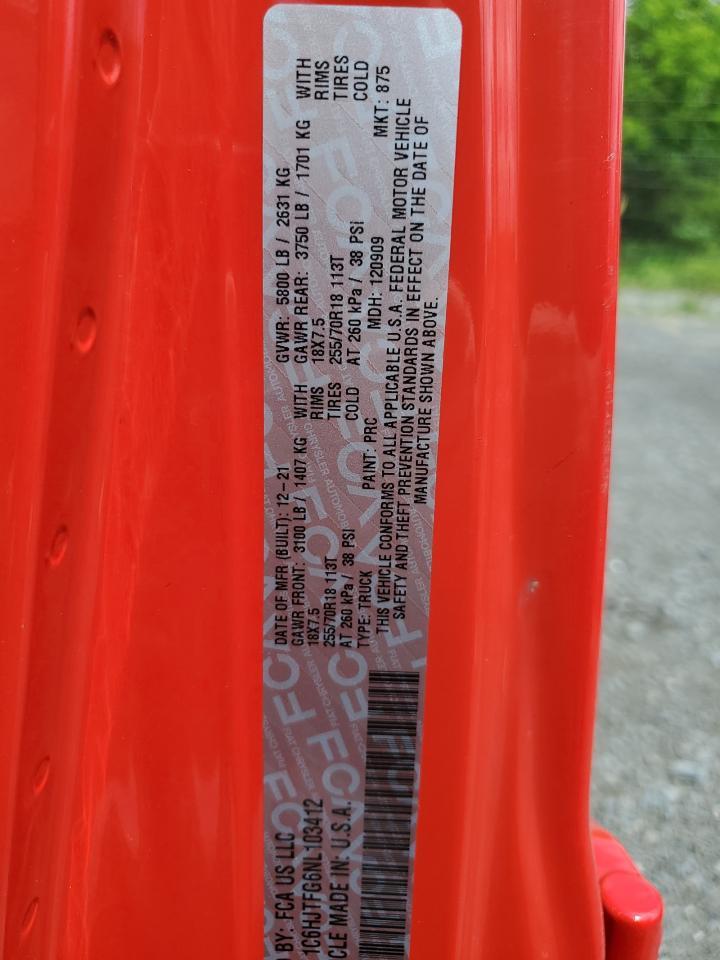 D BY: FCA US LLC
DATE OF MFR (BUILT): 12-21 GVWR: 5800 LB / 2631 KG
GAWR FRONT: 3100 LB / 1407 KG WITH GAWR REAR: 3750 LB / 1701 KG WITH
18X7.5 RIMS 18X7.5 RIMS
255/70R18 113T TIRES 255/70R18 113T TIRES
AT 260 kPa / 38 PSI COLD AT 260 kPa / 38 PSI COLD
1C6HJTFG6NL103412 TYPE: TRUCK PAINT: PRC MDH: 120909 MKT: 875
CLE MADE IN: U.S.A. THIS VEHICLE CONFORMS TO ALL APPLICABLE U.S.A. FEDERAL MOTOR VEHICLE
SAFETY AND THEFT PREVENTION STANDARDS IN EFFECT ON THE DATE OF
MANUFACTURE SHOWN ABOVE.